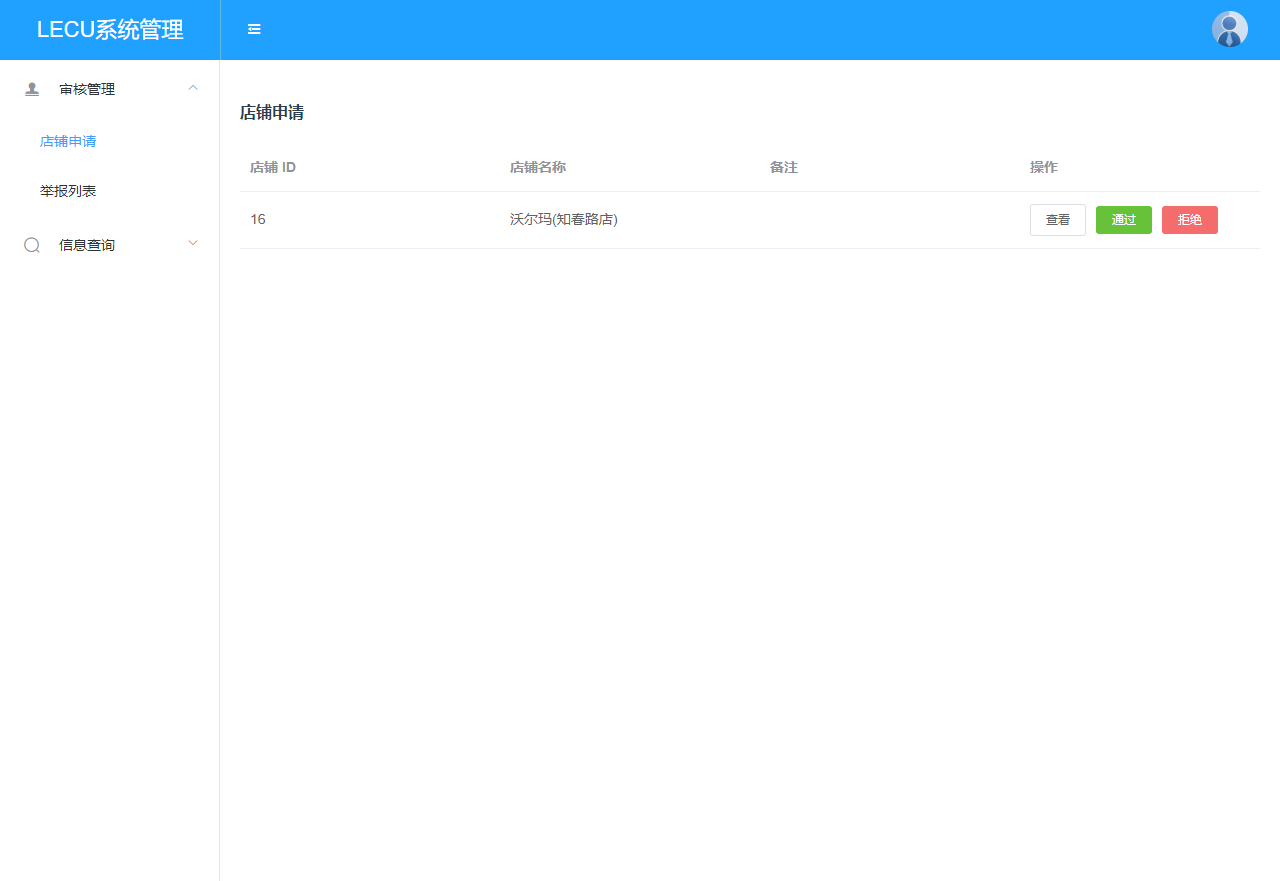 LECU系统管理
审核管理
店铺申请
举报列表
信息查询
店铺申请
店铺 ID 店铺名称 备注 操作
16 沃尔玛(知春路店) 查看 通过 拒绝